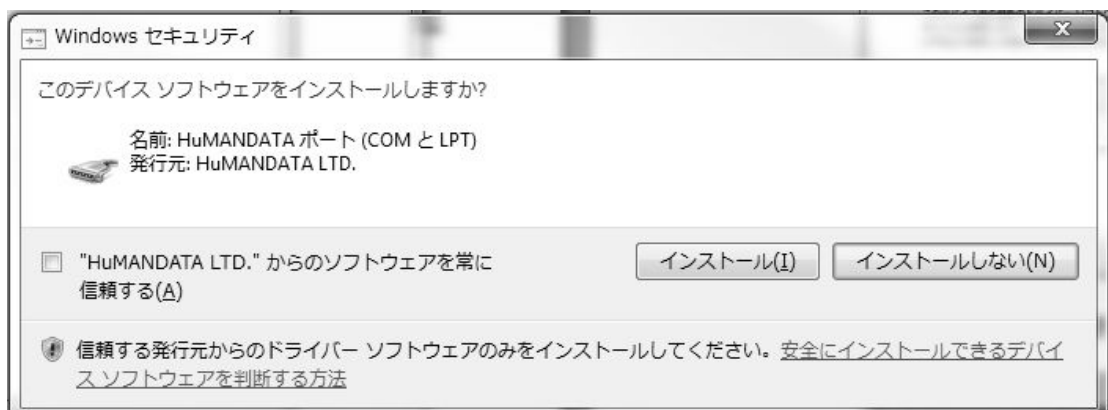 Windows セキュリティ
このデバイス ソフトウェアをインストールしますか?
名前: HuMANDATA ポート (COM と LPT)
発行元: HuMANDATA LTD.
"HuMANDATA LTD." からのソフトウェアを常に
信頼する(A)
インストール(I)
インストールしない(N)
信頼する発行元からのドライバー ソフトウェアのみをインストールしてください。安全にインストールできるデバイ
ス ソフトウェアを判断する方法